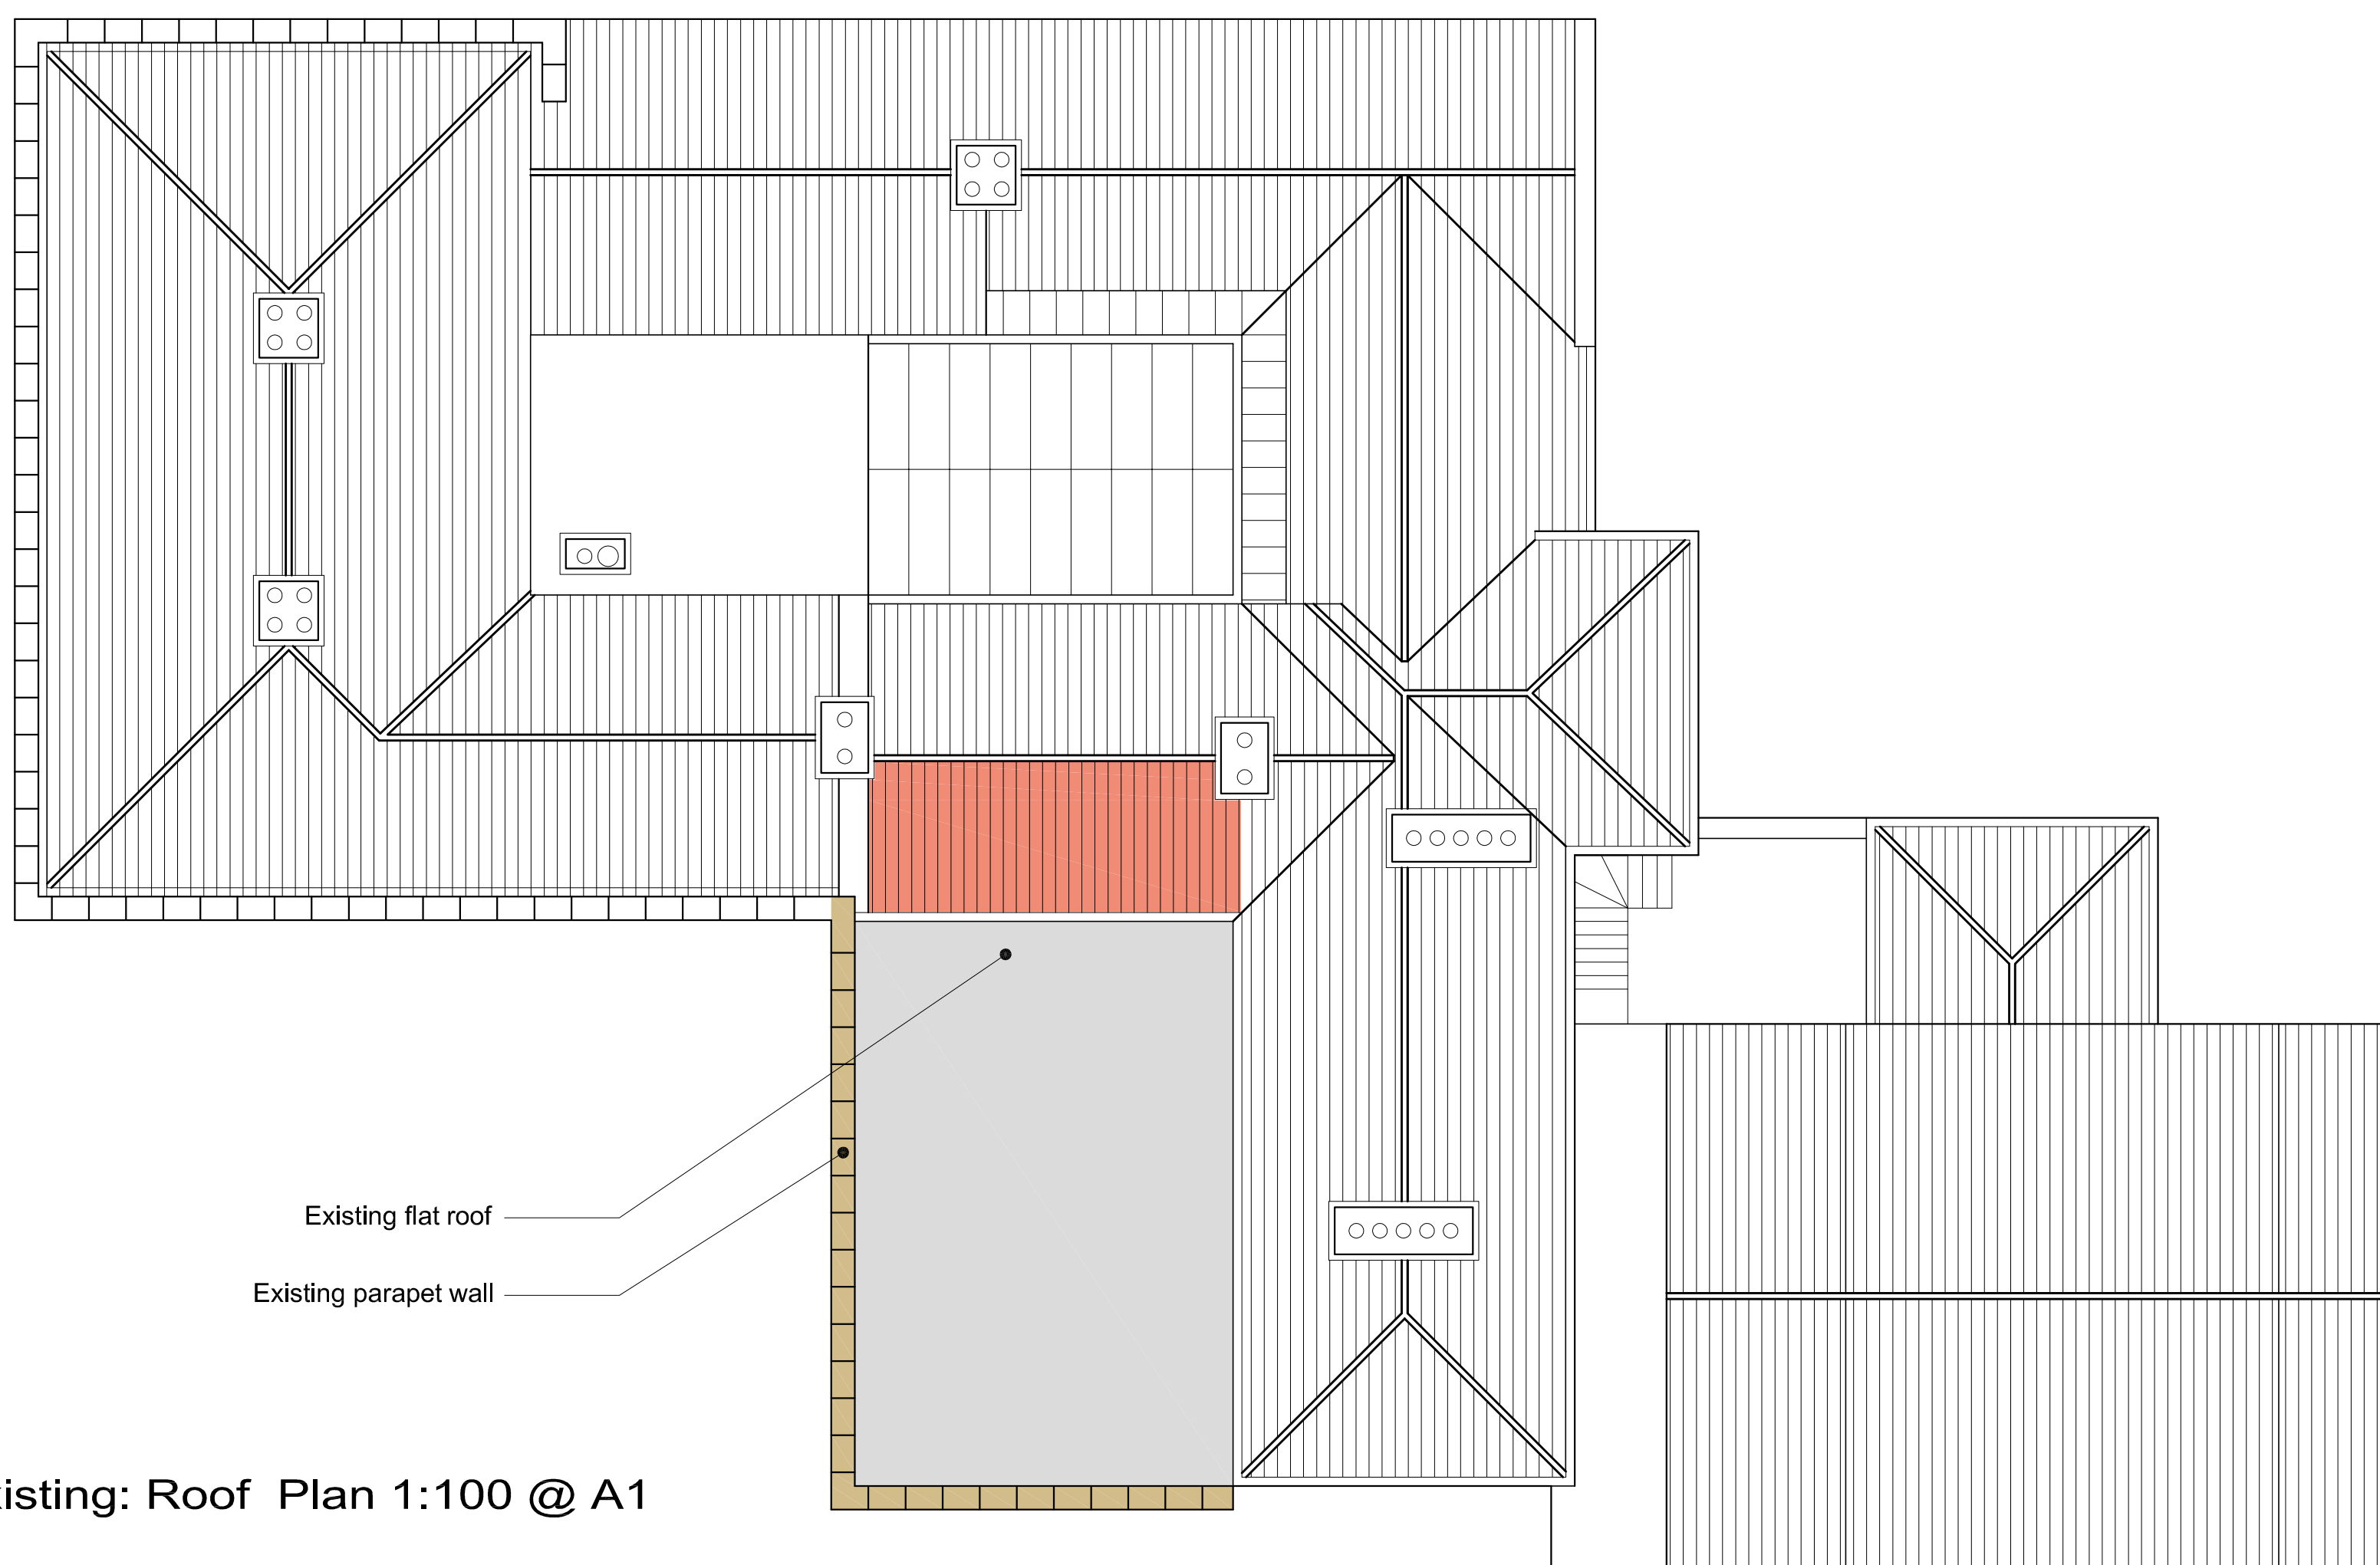 Existing flat roof
Existing parapet wall
isting: Roof Plan 1:100 @ A1